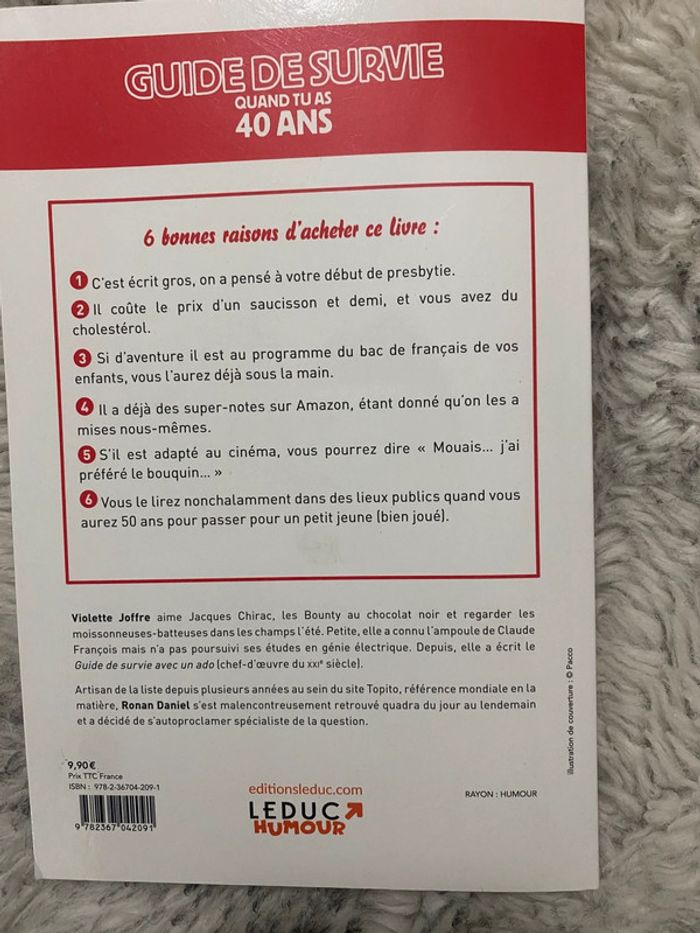 GUIDE DE SURVIE
QUAND TU AS
40 ANS
6 bonnes raisons d'acheter ce livre :
1 C'est écrit gros, on a pensé à votre début de presbytie.
2 Il coûte le prix d'un saucisson et demi, et vous avez du
cholestérol.
3 Si d'aventure il est au programme du bac de français de vos
enfants, vous l'aurez déjà sous la main.
4 Il a déjà des super-notes sur Amazon, étant donné qu'on les a
mises nous-mêmes.
5 S'il est adapté au cinéma, vous pourrez dire « Mouais... j'ai
préféré le bouquin... »
6 Vous le lirez nonchalamment dans des lieux publics quand vous
aurez 50 ans pour passer pour un petit jeune (bien joué).
Violette Joffre aime Jacques Chirac, les Bounty au chocolat noir et regarder les
moissonneuses-batteuses dans les champs l'été. Petite, elle a connu l'ampoule de Claude
François mais n'a pas poursuivi ses études en génie électrique. Depuis, elle a écrit le
Guide de survie avec un ado (chef-d'œuvre du XXIe siècle).
Artisan de la liste depuis plusieurs années au sein du site Topito, référence mondiale en la
matière, Ronan Daniel s'est malencontreusement retrouvé quadra du jour au lendemain
et a décidé de s'autoproclamer spécialiste de la question.
illustration de couverture : © Pacco
9,90 €
Prix TTC France
ISBN : 978-2-36704-209-1
9 782367 042091
editionsleduc.com
LEDUC
HUMOUR
RAYON : HUMOUR